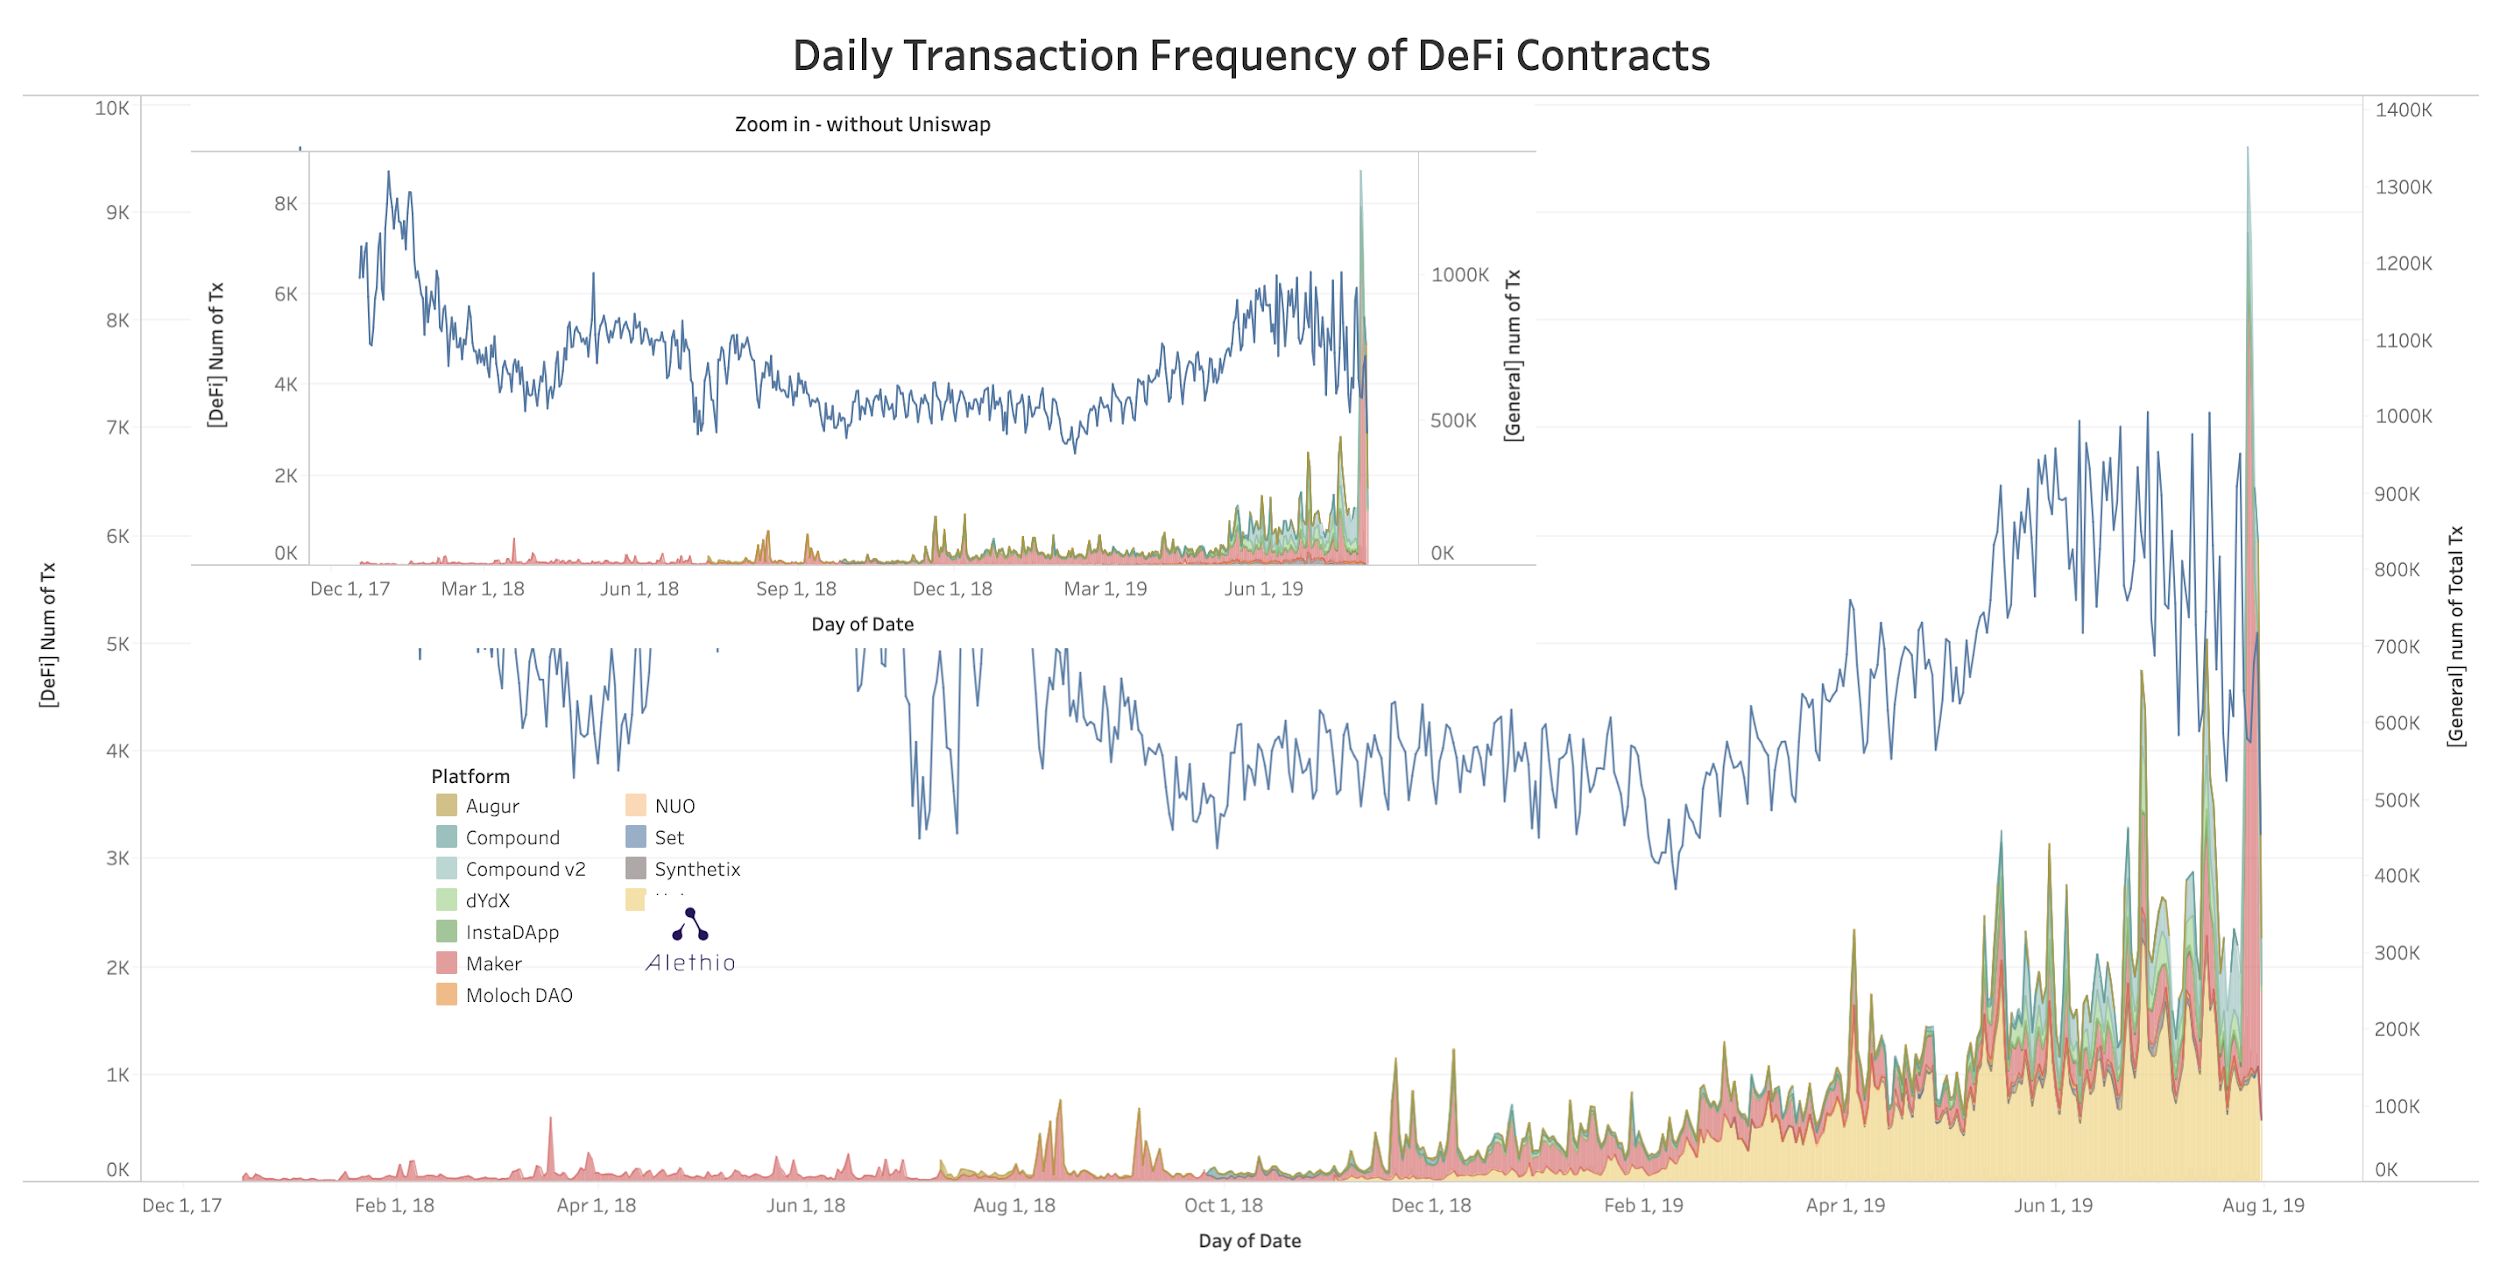 Daily Transaction Frequency of DeFi Contracts
Zoom in - without Uniswap
10K
9K
8K
7K
6K
5K
4K
3K
2K
1K
0K
[DeFi] Num of Tx
8K
6K
4K
2K
0K
[DeFi] Num of Tx
1000K
500K
0K
[General] num of Tx
Dec 1, 17
Mar 1, 18
Jun 1, 18
Sep 1, 18
Dec 1, 18
Mar 1, 19
Jun 1, 19
Day of Date
1400K
1300K
1200K
1100K
1000K
900K
800K
700K
600K
500K
400K
300K
200K
100K
0K
[General] num of Total Tx
Platform
Augur
Compound
Compound v2
dYdX
InstaDApp
Maker
Moloch DAO
NUO
Set
Synthetix
Alethio
Dec 1, 17
Feb 1, 18
Apr 1, 18
Jun 1, 18
Aug 1, 18
Oct 1, 18
Dec 1, 18
Feb 1, 19
Apr 1, 19
Jun 1, 19
Aug 1, 19
Day of Date